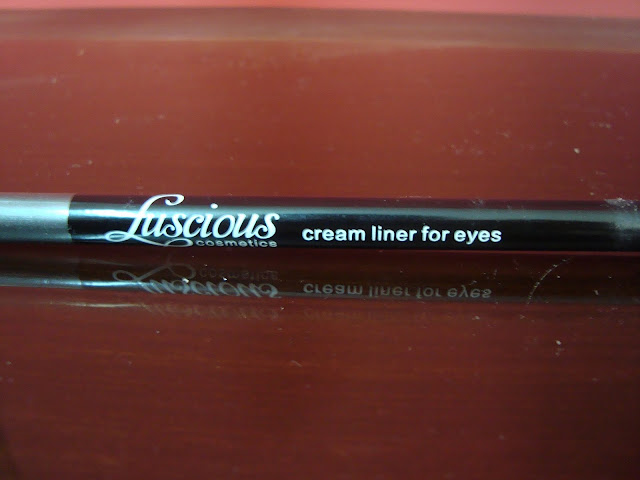 Luscious
cosmetics
cream liner for eyes